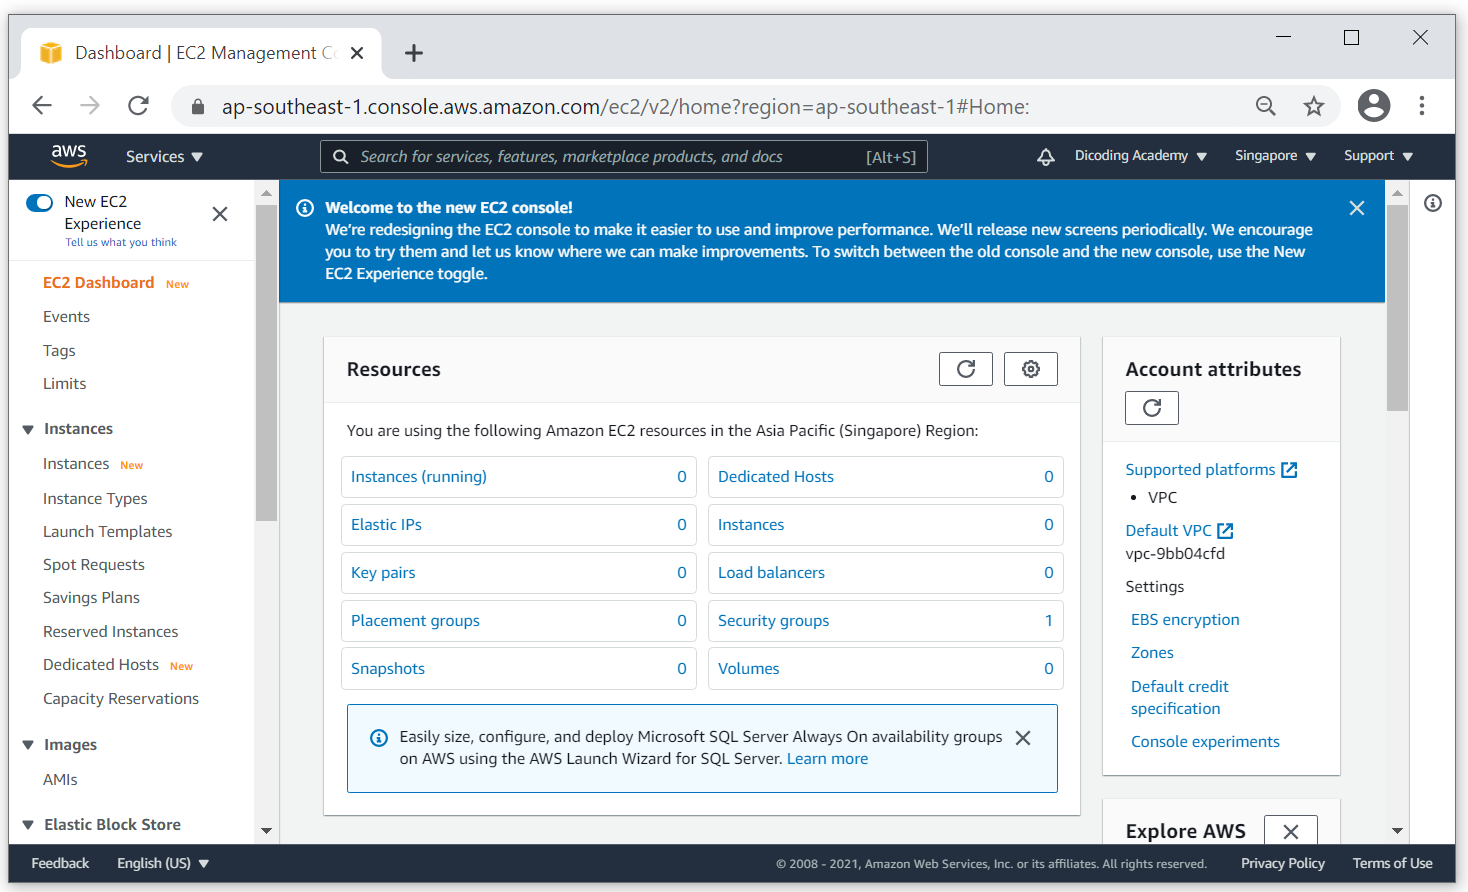 Dashboard | EC2 Management Co
ap-southeast-1.console.aws.amazon.com/ec2/v2/home?region=ap-southeast-1#Home:
aws
Services
Search for services, features, marketplace products, and docs [Alt+S]
Dicoding Academy
Singapore
Support
New EC2
Experience
Tell us what you think
EC2 Dashboard New
Events
Tags
Limits
Instances
Instances New
Instance Types
Launch Templates
Spot Requests
Savings Plans
Reserved Instances
Dedicated Hosts New
Capacity Reservations
Images
AMIs
Elastic Block Store
Welcome to the new EC2 console!
We're redesigning the EC2 console to make it easier to use and improve performance. We'll release new screens periodically. We encourage
you to try them and let us know where we can make improvements. To switch between the old console and the new console, use the New
EC2 Experience toggle.
Resources
You are using the following Amazon EC2 resources in the Asia Pacific (Singapore) Region:
Instances (running) 0
Dedicated Hosts 0
Elastic IPs 0
Instances 0
Key pairs 0
Load balancers 0
Placement groups 0
Security groups 1
Snapshots 0
Volumes 0
Easily size, configure, and deploy Microsoft SQL Server Always On availability groups
on AWS using the AWS Launch Wizard for SQL Server. Learn more
Account attributes
Supported platforms
• VPC
Default VPC
vpc-9bb04cfd
Settings
EBS encryption
Zones
Default credit
specification
Console experiments
Explore AWS
Feedback
English (US)
© 2008 - 2021, Amazon Web Services, Inc. or its affiliates. All rights reserved.
Privacy Policy
Terms of Use